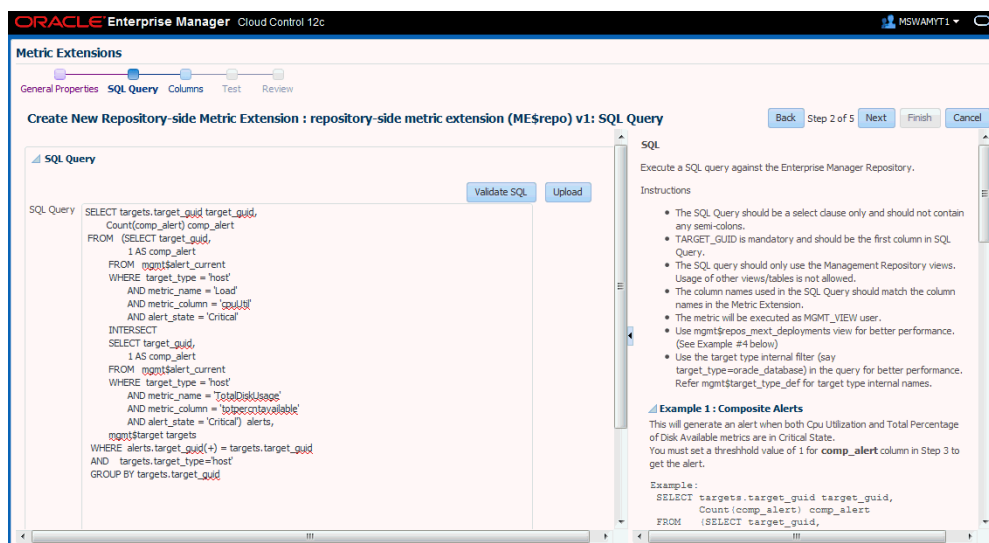 ORACLE Enterprise Manager Cloud Control 12c
MSWAMYT1
Metric Extensions
General Properties SQL Query Columns Test Review
Create New Repository-side Metric Extension : repository-side metric extension (ME$repo) v1: SQL Query
Back Step 2 of 5 Next Finish Cancel
SQL Query
Validate SQL Upload
SQL Query
SELECT targets.target_guid target_guid,
Count(comp_alert) comp_alert
FROM (SELECT target_guid,
1 AS comp_alert
FROM mgmt$alert_current
WHERE target_type = 'host'
AND metric_name = 'Load'
AND metric_column = 'cpuUtil'
AND alert_state = 'Critical'
INTERSECT
SELECT target_guid,
1 AS comp_alert
FROM mgmt$alert_current
WHERE target_type = 'host'
AND metric_name = 'TotalDiskUsage'
AND metric_column = 'totpercntavailable'
AND alert_state = 'Critical') alerts,
mgmt$target targets
WHERE alerts.target_guid(+) = targets.target_guid
AND targets.target_type='host'
GROUP BY targets.target_guid
SQL
Execute a SQL query against the Enterprise Manager Repository.
Instructions
• The SQL Query should be a select clause only and should not contain
any semi-colons.
• TARGET_GUID is mandatory and should be the first column in SQL
Query.
• The SQL query should only use the Management Repository views.
Usage of other views/tables is not allowed.
• The column names used in the SQL Query should match the column
names in the Metric Extension.
• The metric will be executed as MGMT_VIEW user.
• Use mgmt$repos_mext_deployments view for better performance.
(See Example #4 below)
• Use the target type internal filter (say
target_type=oracle_database) in the query for better performance.
Refer mgmt$target_type_def for target type internal names.
Example 1 : Composite Alerts
This will generate an alert when both Cpu Utilization and Total Percentage
of Disk Available metrics are in Critical State.
You must set a threshhold value of 1 for comp_alert column in Step 3 to
get the alert.
Example:
SELECT targets.target_guid target_guid,
Count(comp_alert) comp_alert
FROM (SELECT target_guid,